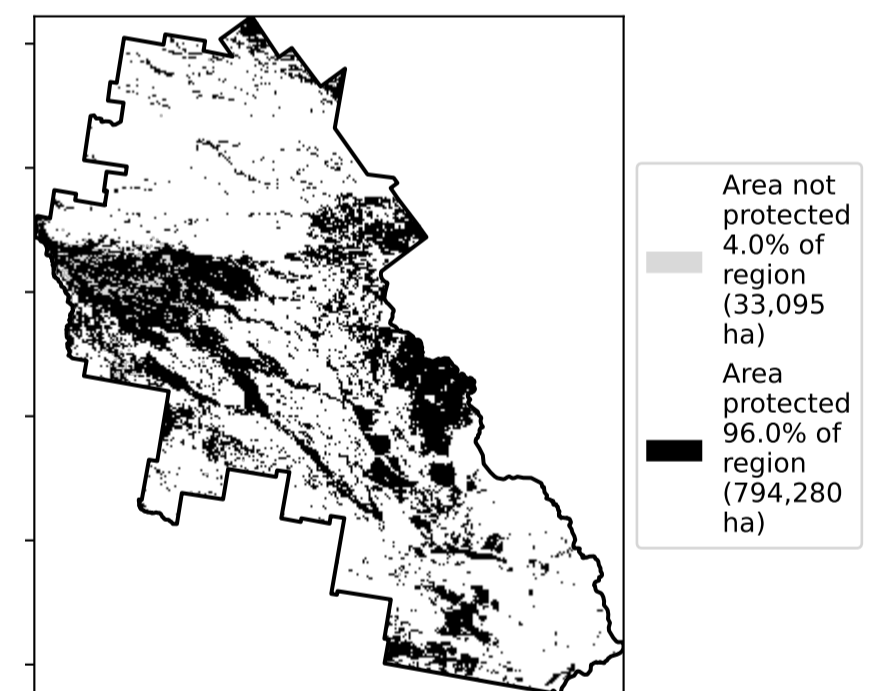 Area not
protected
4.0% of
region
(33,095
ha)
Area
protected
96.0% of
region
(794,280
ha)